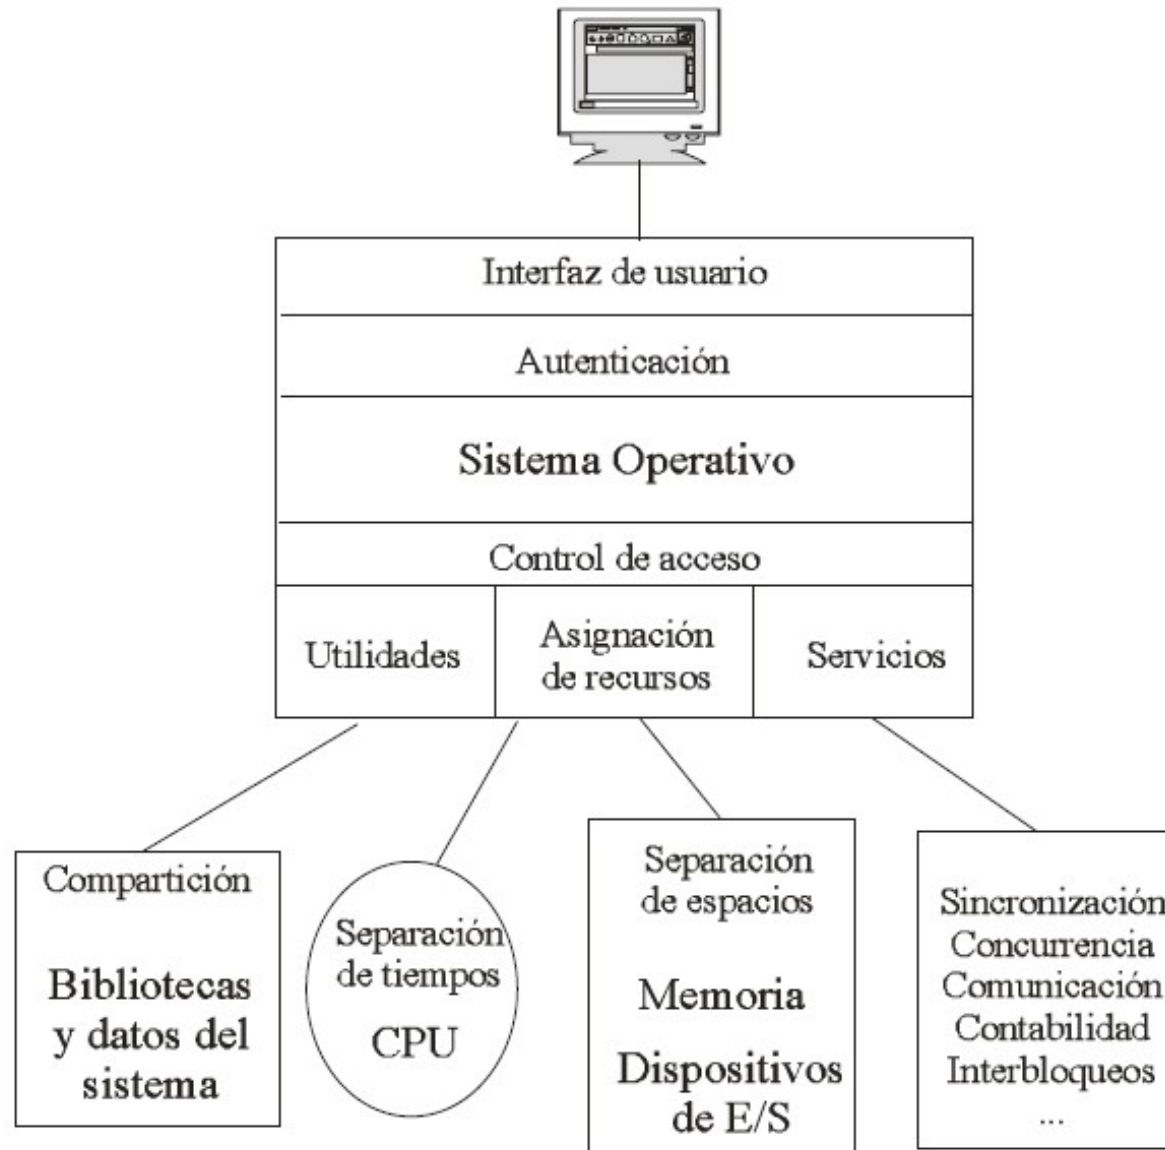 Interfaz de usuario
Autenticación
Sistema Operativo
Control de acceso
Utilidades
Asignación
de recursos
Servicios
Compartición
Bibliotecas
y datos del
sistema
Separación
de tiempos
CPU
Separación
de espacios
Memoria
Dispositivos
de E/S
Sincronización
Concurrencia
Comunicación
Contabilidad
Interbloqueos
...